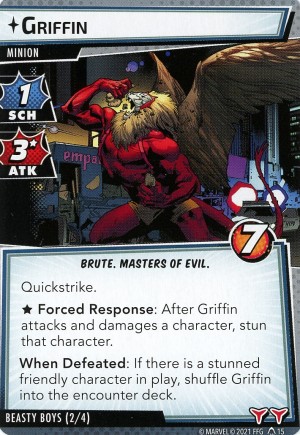 GRIFFIN
MINION
1
SCH
3★
ATK
empa
7
BRUTE. MASTERS OF EVIL.
Quickstrike.
★ Forced Response: After Griffin
attacks and damages a character, stun
that character.
When Defeated: If there is a stunned
friendly character in play, shuffle Griffin
into the encounter deck.
BEASTY BOYS (2/4)
© MARVEL © 2021 FFG 15